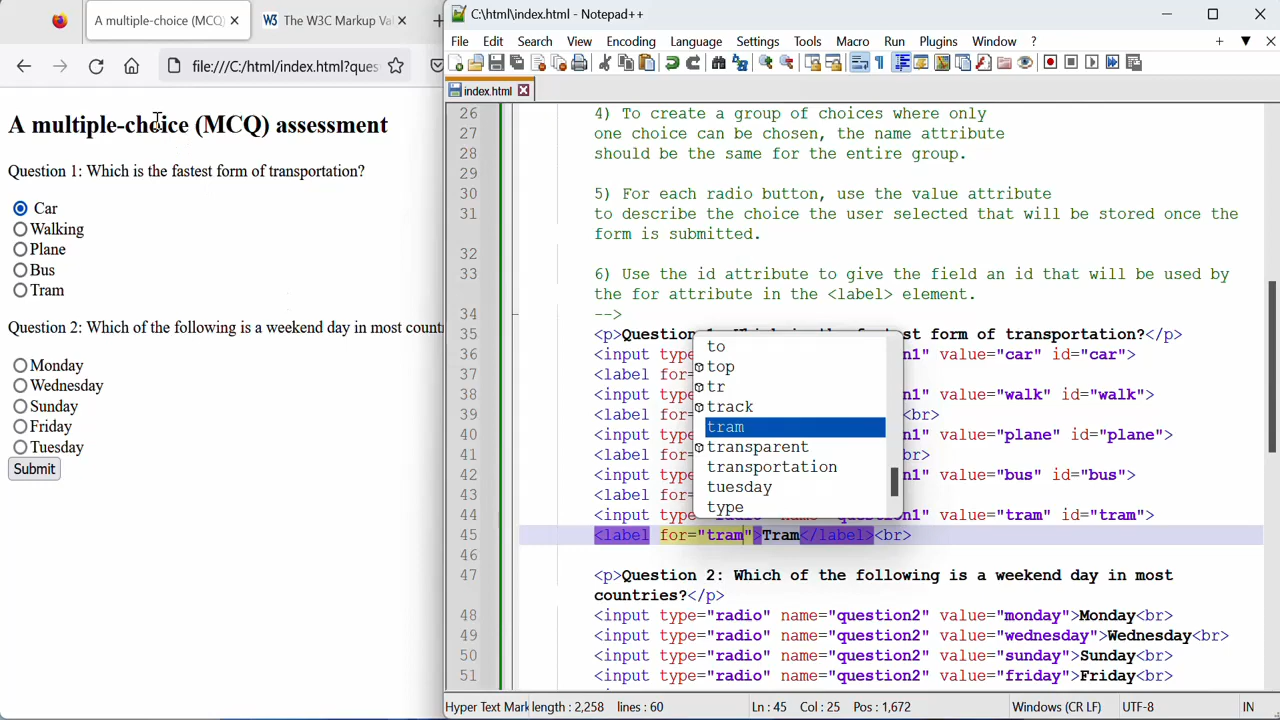 A multiple-choice (MCQ)
The W3C Markup Val
C:\html\index.html - Notepad++
File Edit Search View Encoding Language Settings Tools Macro Run Plugins Window ?
file:///C:/html/index.html?ques
index.html
A multiple-choice (MCQ) assessment
Question 1: Which is the fastest form of transportation?
Car
Walking
Plane
Bus
Tram
Question 2: Which of the following is a weekend day in most countr
Monday
Wednesday
Sunday
Friday
Tuesday
Submit
26 4) To create a group of choices where only
27 one choice can be chosen, the name attribute
28 should be the same for the entire group.
29
30 5) For each radio button, use the value attribute
31 to describe the choice the user selected that will be stored once the
form is submitted.
32
33 6) Use the id attribute to give the field an id that will be used by
the for attribute in the <label> element.
34 -->
35 <p>Question 1: Which is the fastest form of transportation?</p>
36 <input type n1" value="car" id="car">
37 <label for=
38 <input type n1" value="walk" id="walk">
39 <label for= <br>
40 <input type n1" value="plane" id="plane">
41 <label for= br>
42 <input type n1" value="bus" id="bus">
43 <label for=
44 <input type="radio" name="question1" value="tram" id="tram">
45 <label for="tram">Tram</label><br>
46
47 <p>Question 2: Which of the following is a weekend day in most
countries?</p>
48 <input type="radio" name="question2" value="monday">Monday<br>
49 <input type="radio" name="question2" value="wednesday">Wednesday<br>
50 <input type="radio" name="question2" value="sunday">Sunday<br>
51 <input type="radio" name="question2" value="friday">Friday<br>
to
top
tr
track
tram
transparent
transportation
tuesday
type
Hyper Text Mark length : 2,258 lines : 60 Ln : 45 Col : 25 Pos : 1,672 Windows (CR LF) UTF-8 IN